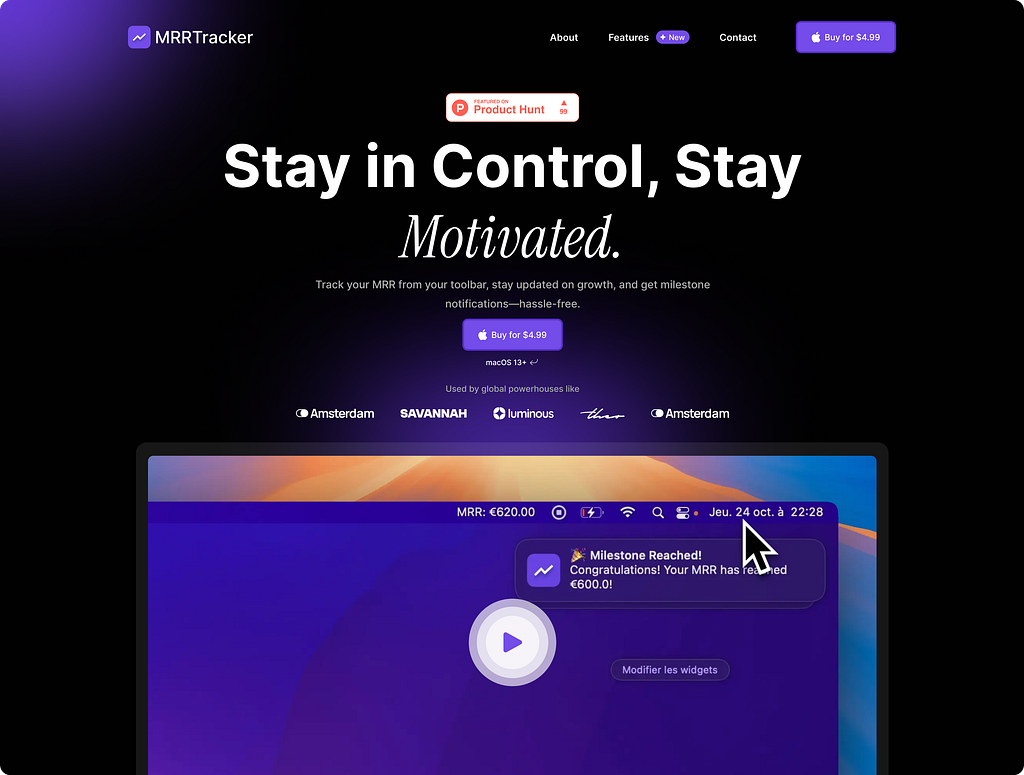 MRRTracker
About
Features
New
Contact
Buy for $4.99
P
FEATURED ON
Product Hunt
99
Stay in Control, Stay
Motivated.
Track your MRR from your toolbar, stay updated on growth, and get milestone
notifications—hassle-free.
Buy for $4.99
macOS 13+
Used by global powerhouses like
Amsterdam
SAVANNAH
luminous
theo
Amsterdam
MRR: €620.00
Jeu. 24 oct. à 22:28
🎉 Milestone Reached!
Congratulations! Your MRR has reached
€600.0!
Modifier les widgets